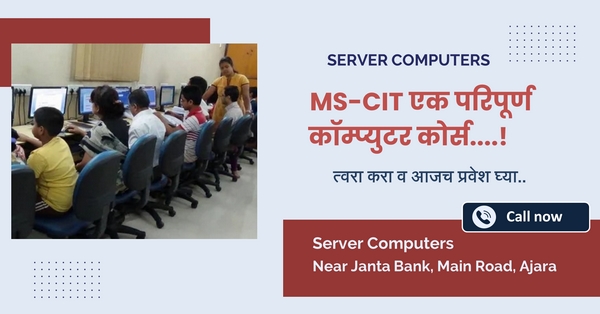 SERVER COMPUTERS
MS-CIT एक परिपूर्ण
कॉम्प्युटर कोर्स....!
त्वरा करा व आजच प्रवेश घ्या..
Call now
Server Computers
Near Janta Bank, Main Road, Ajara